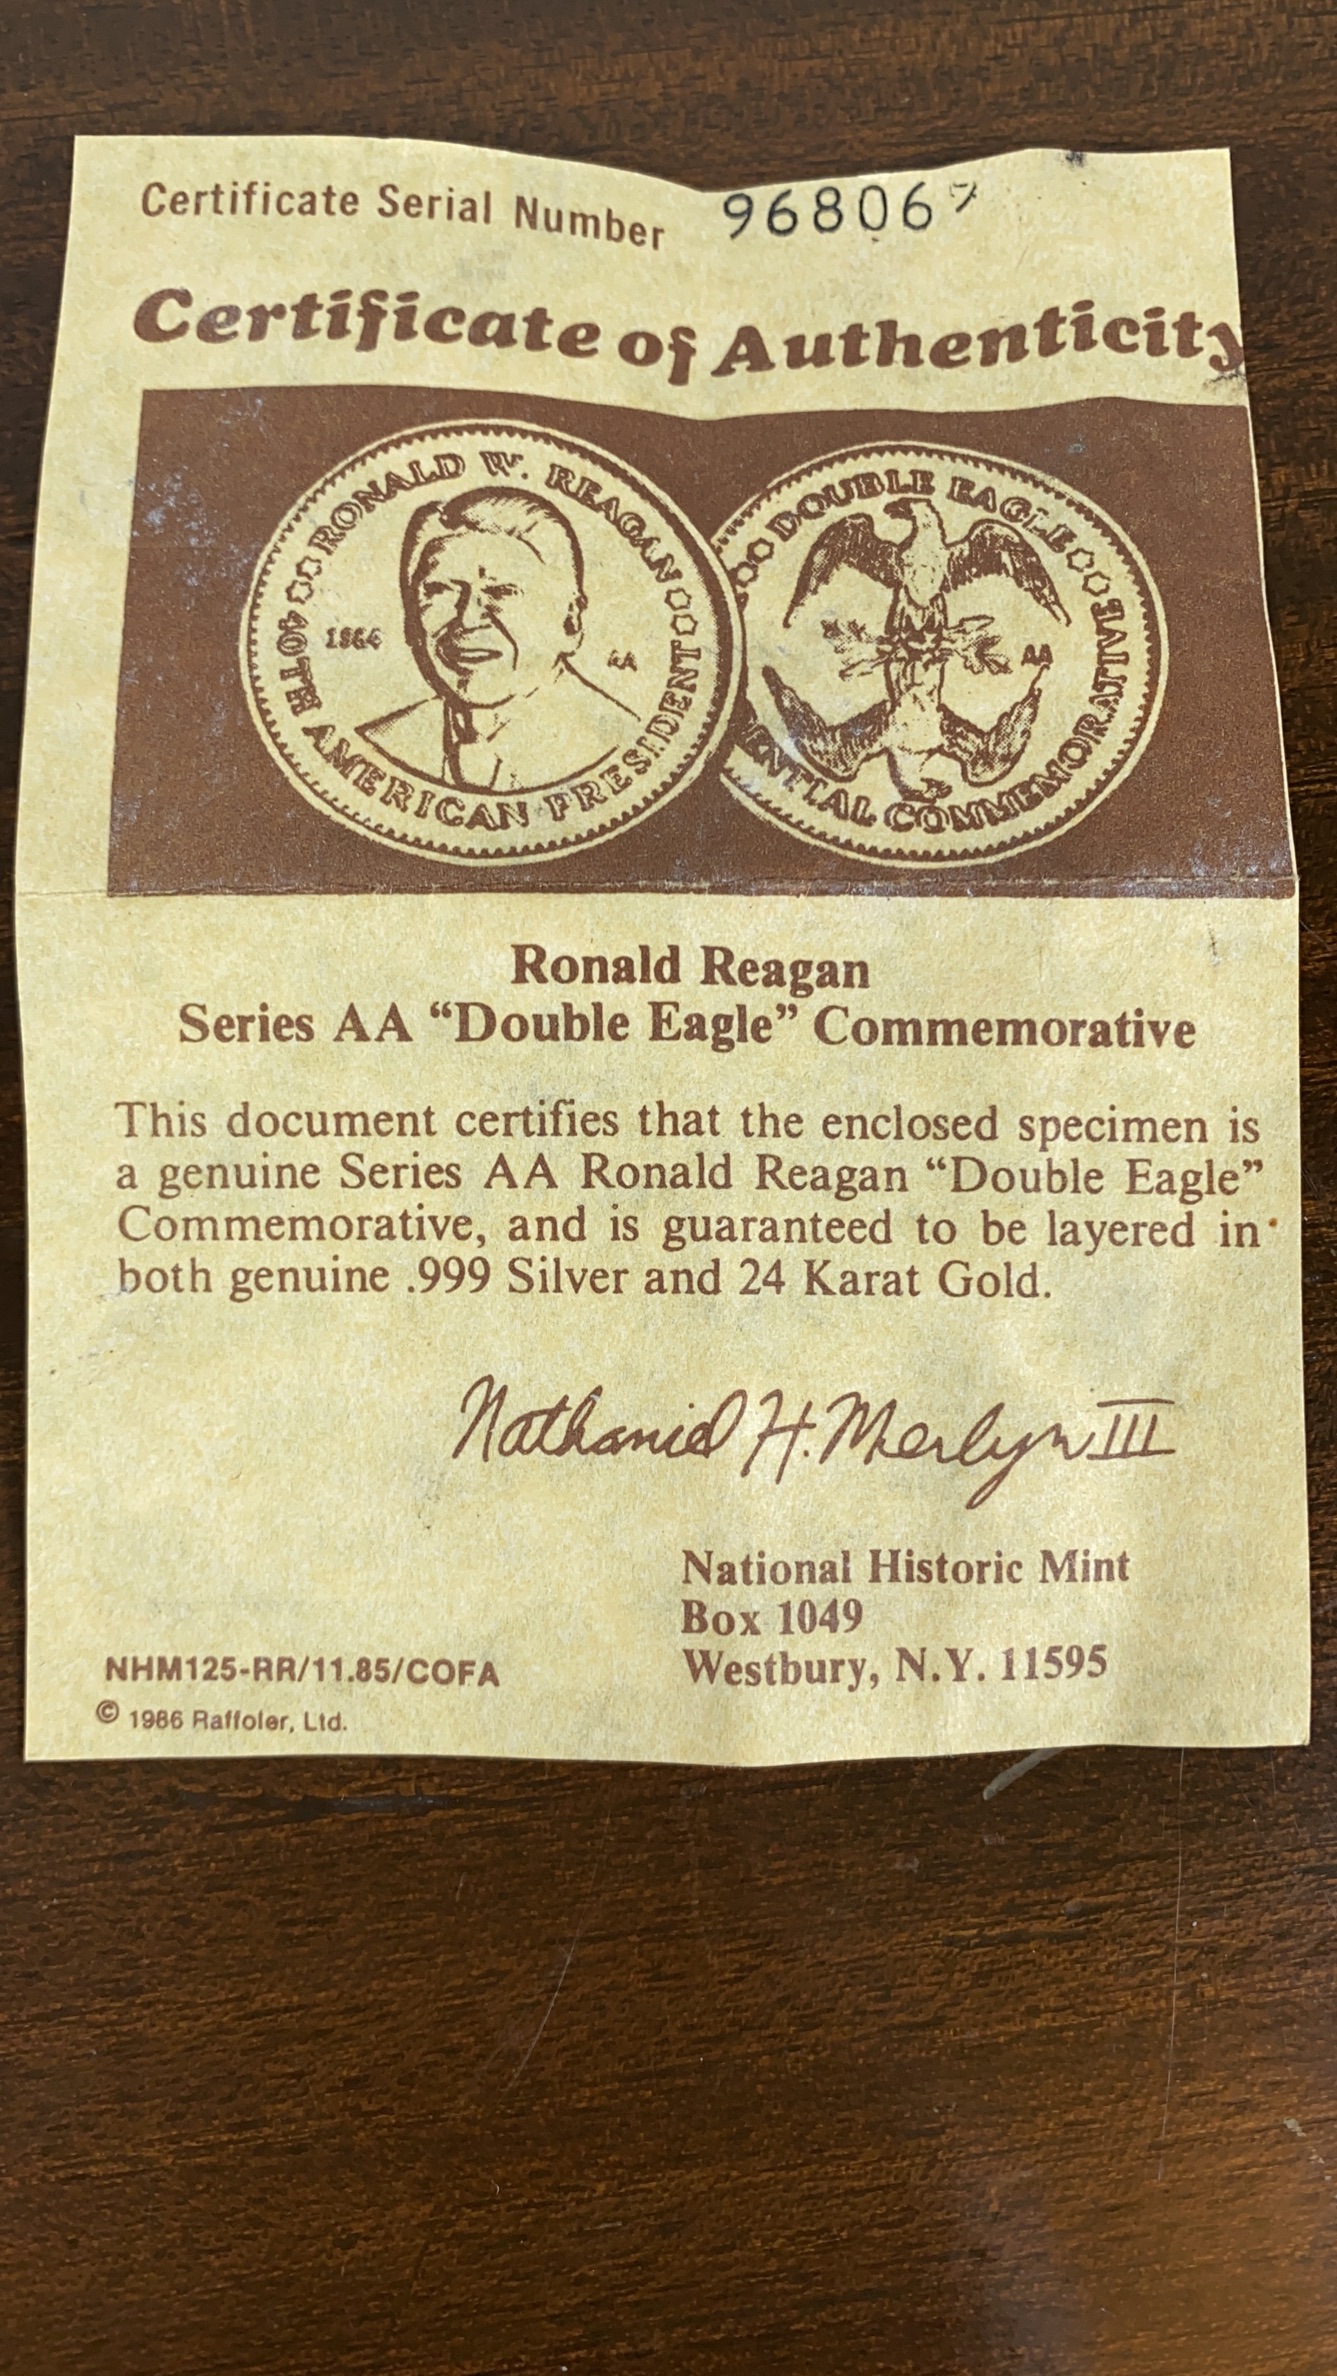 Certificate Serial Number 96806
Certificate of Authenticity
RONALD W. REAGAN
40TH AMERICAN PRESIDENT
AA
DOUBLE EAGLE
ENTIAL COMMEMORATIVE
AA
Ronald Reagan
Series AA “Double Eagle” Commemorative
This document certifies that the enclosed specimen is
a genuine Series AA Ronald Reagan “Double Eagle”
Commemorative, and is guaranteed to be layered in
both genuine .999 Silver and 24 Karat Gold.
Nathaniel H. Merlyn III
National Historic Mint
Box 1049
Westbury, N.Y. 11595
NHM125-RR/11.85/COFA
© 1986 Raffoler, Ltd.